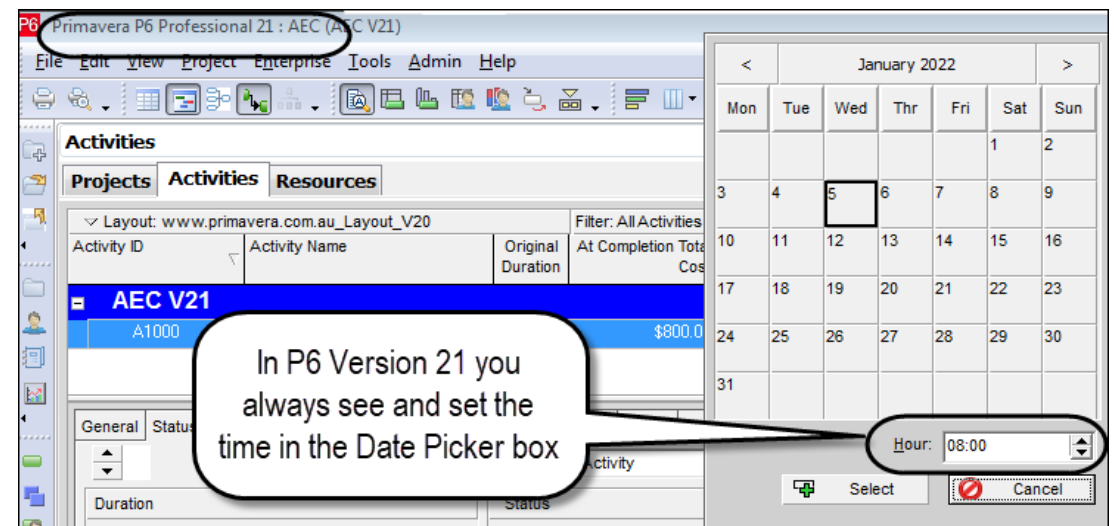 P6 Primavera P6 Professional 21 : AEC (AEC V21)
File Edit View Project Enterprise Tools Admin Help
Activities
Projects Activities Resources
Layout: www.primavera.com.au_Layout_V20 Filter: All Activities
Activity ID Activity Name Original Duration At Completion Tota Cos
AEC V21
A1000 $800.0
General Status
Activity
Duration Status
In P6 Version 21 you
always see and set the
time in the Date Picker box
< January 2022 >
Mon Tue Wed Thr Fri Sat Sun
1 2
3 4 5 6 7 8 9
10 11 12 13 14 15 16
17 18 19 20 21 22 23
24 25 26 27 28 29 30
31
Hour: 08:00
Select Cancel